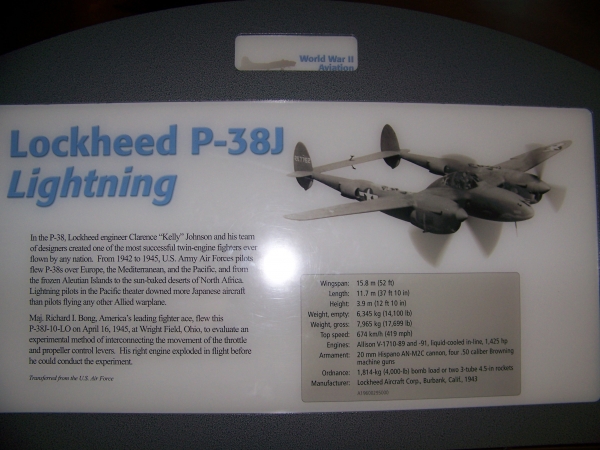 World War II
Aviation
Lockheed P-38J
Lightning
In the P-38, Lockheed engineer Clarence "Kelly" Johnson and his team
of designers created one of the most successful twin-engine fighters ever
flown by any nation. From 1942 to 1945, U.S. Army Air Forces pilots
flew P-38s over Europe, the Mediterranean, and the Pacific, and from
the frozen Aleutian Islands to the sun-baked deserts of North Africa.
Lightning pilots in the Pacific theater downed more Japanese aircraft
than pilots flying any other Allied warplane.
Maj. Richard I. Bong, America's leading fighter ace, flew this
P-38J-10-LO on April 16, 1945, at Wright Field, Ohio, to evaluate an
experimental method of interconnecting the movement of the throttle
and propeller control levers. His right engine exploded in flight before
he could conduct the experiment.
Transferred from the U.S. Air Force
Wingspan: 15.8 m (52 ft)
Length: 11.7 m (37 ft 10 in)
Height: 3.9 m (12 ft 10 in)
Weight, empty: 6,345 kg (14,100 lb)
Weight, gross: 7,965 kg (17,699 lb)
Top speed: 674 km/h (419 mph)
Engines: Allison V-1710-89 and -91, liquid-cooled in-line, 1,425 hp
Armament: 20 mm Hispano AN-M2C cannon, four .50 caliber Browning
machine guns
Ordnance: 1,814-kg (4,000-lb) bomb load or two 3-tube 4.5-in rockets
Manufacturer: Lockheed Aircraft Corp., Burbank, Calif., 1943